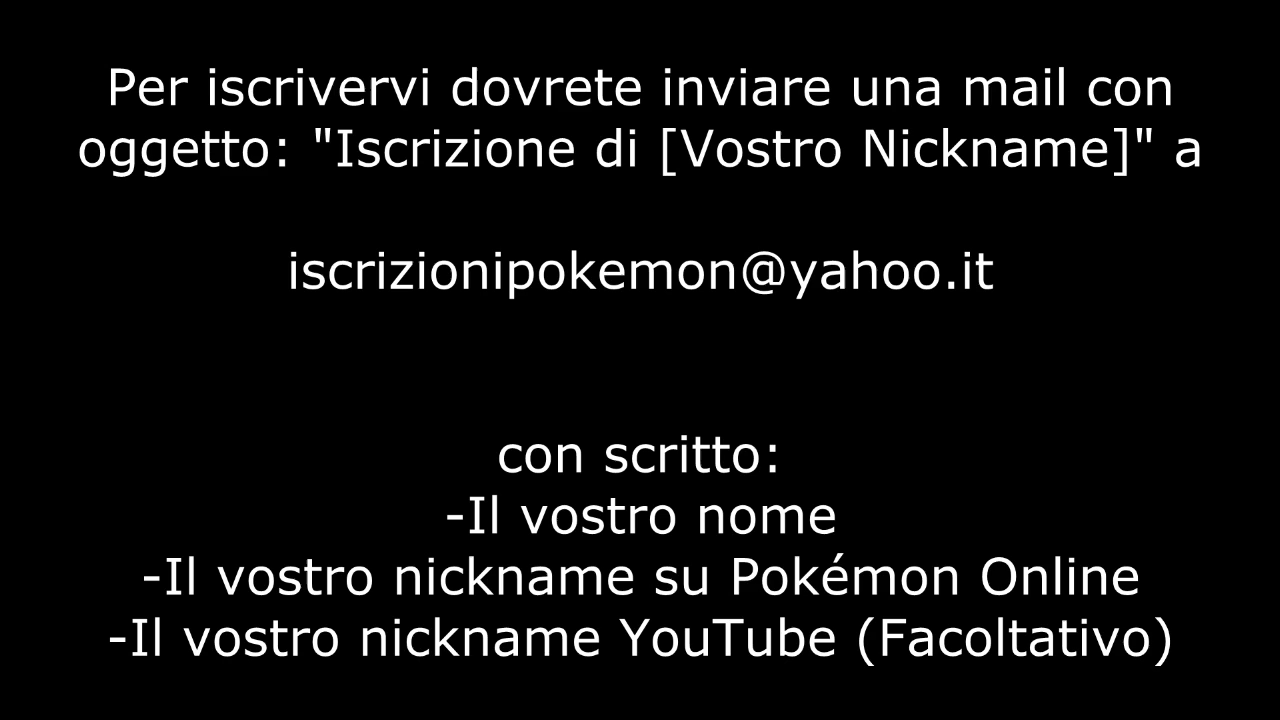 Per iscrivervi dovrete inviare una mail con
oggetto: "Iscrizione di [Vostro Nickname]" a
iscrizionipokemon@yahoo.it
con scritto:
-Il vostro nome
-Il vostro nickname su Pokémon Online
-Il vostro nickname YouTube (Facoltativo)